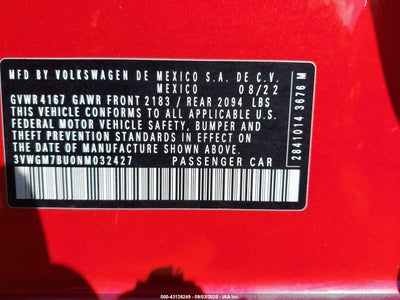 MFD BY VOLKSWAGEN DE MEXICO S.A. DE C.V.
MEXICO 08/22
GVWR 4167 GAWR FRONT 2183 / REAR 2094 LBS
THIS VEHICLE CONFORMS TO ALL APPLICABLE U.S.
FEDERAL MOTOR VEHICLE SAFETY, BUMPER AND
THEFT PREVENTION STANDARDS IN EFFECT ON
THE DATE OF MANUFACTURE SHOWN ABOVE.
3VWGM7BU0NM032427 PASSENGER CAR
28411014 3676 M
000-43126249 - 09/03/2025 - IAA Inc.